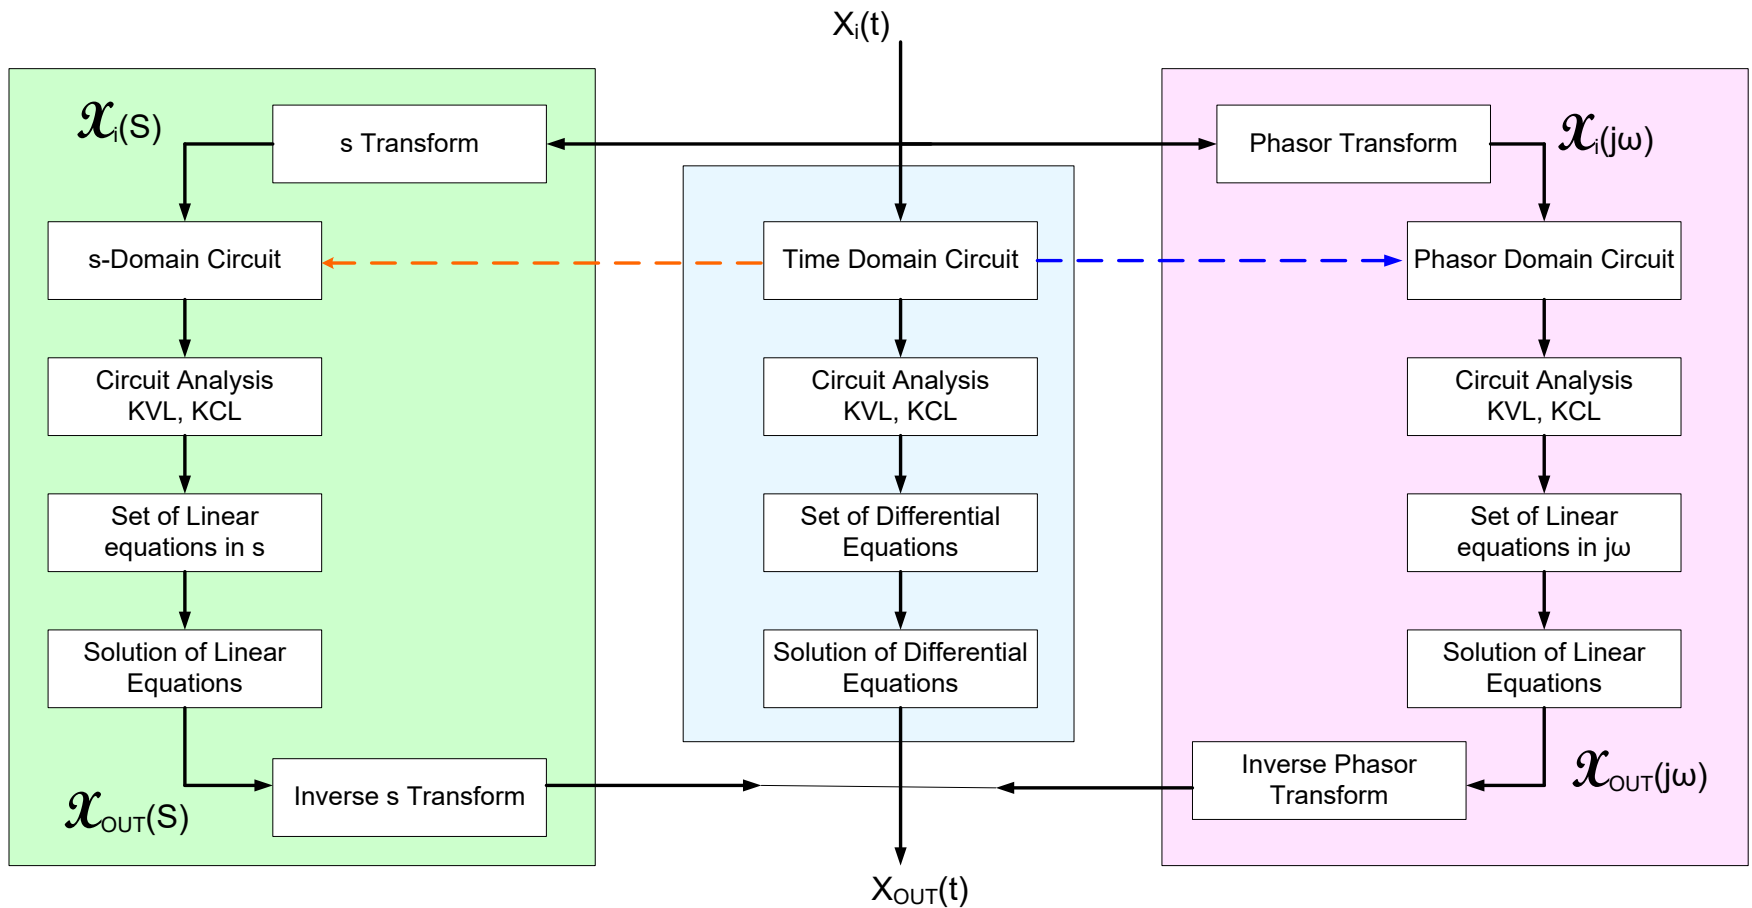 Xi(t)
𝒳i(S)
s Transform
Phasor Transform
𝒳i(jω)
s-Domain Circuit
Time Domain Circuit
Phasor Domain Circuit
Circuit Analysis
KVL, KCL
Circuit Analysis
KVL, KCL
Circuit Analysis
KVL, KCL
Set of Linear
equations in s
Set of Differential
Equations
Set of Linear
equations in jω
Solution of Linear
Equations
Solution of Differential
Equations
Solution of Linear
Equations
𝒳OUT(S)
Inverse s Transform
Inverse Phasor
Transform
𝒳OUT(jω)
XOUT(t)